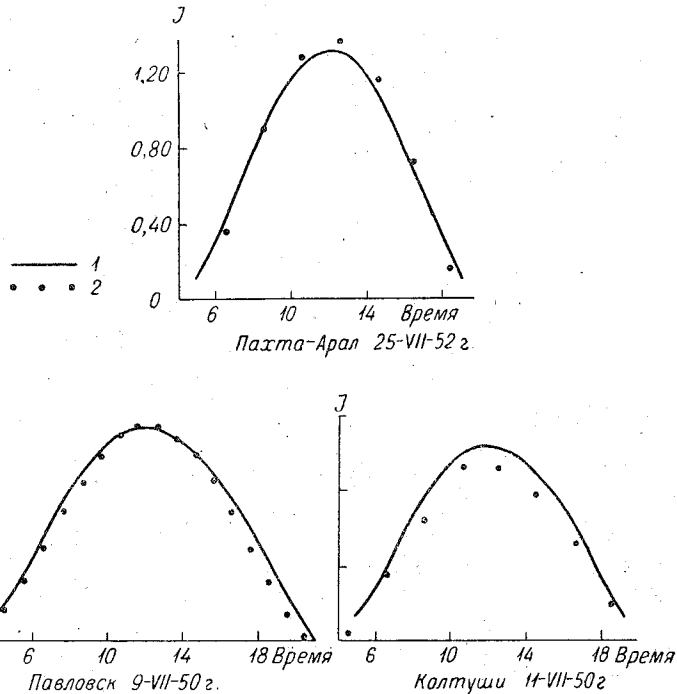 J
1,20
0,80
0,40
0
1
2
6 10 14 Время
Пахта-Арал 25-VII-52 г.
J
6 10 14 18 Время
6 10 18 Время
Павловск 9-VII-50 г.
Колтуши 11-VII-50 г